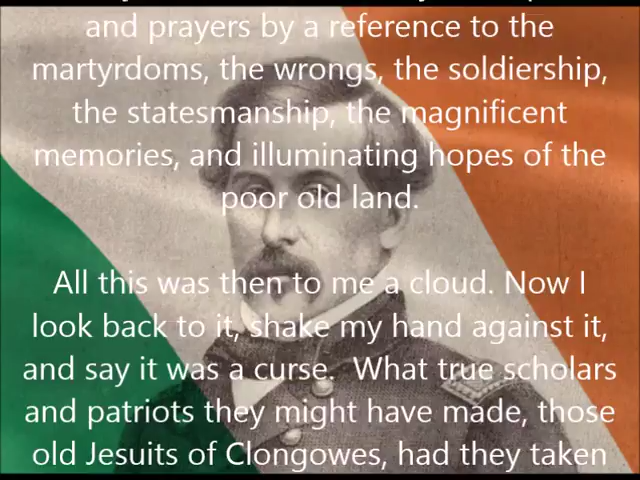 and prayers by a reference to the
martyrdoms, the wrongs, the soldiership,
the statesmanship, the magnificent
memories, and illuminating hopes of the
poor old land.
All this was then to me a cloud. Now I
look back to it, shake my hand against it,
and say it was a curse. What true scholars
and patriots they might have made, those
old Jesuits of Clongowes, had they taken